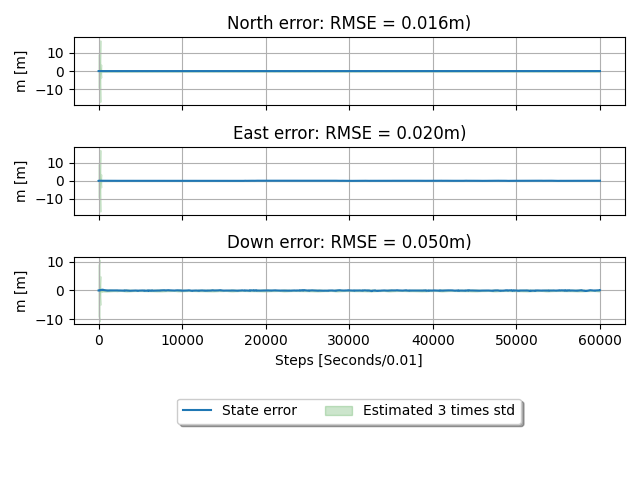 North error: RMSE = 0.016m)
10
0
−10
m [m]
East error: RMSE = 0.020m)
10
0
−10
m [m]
Down error: RMSE = 0.050m)
10
0
−10
m [m]
0 10000 20000 30000 40000 50000 60000
Steps [Seconds/0.01]
State error Estimated 3 times std